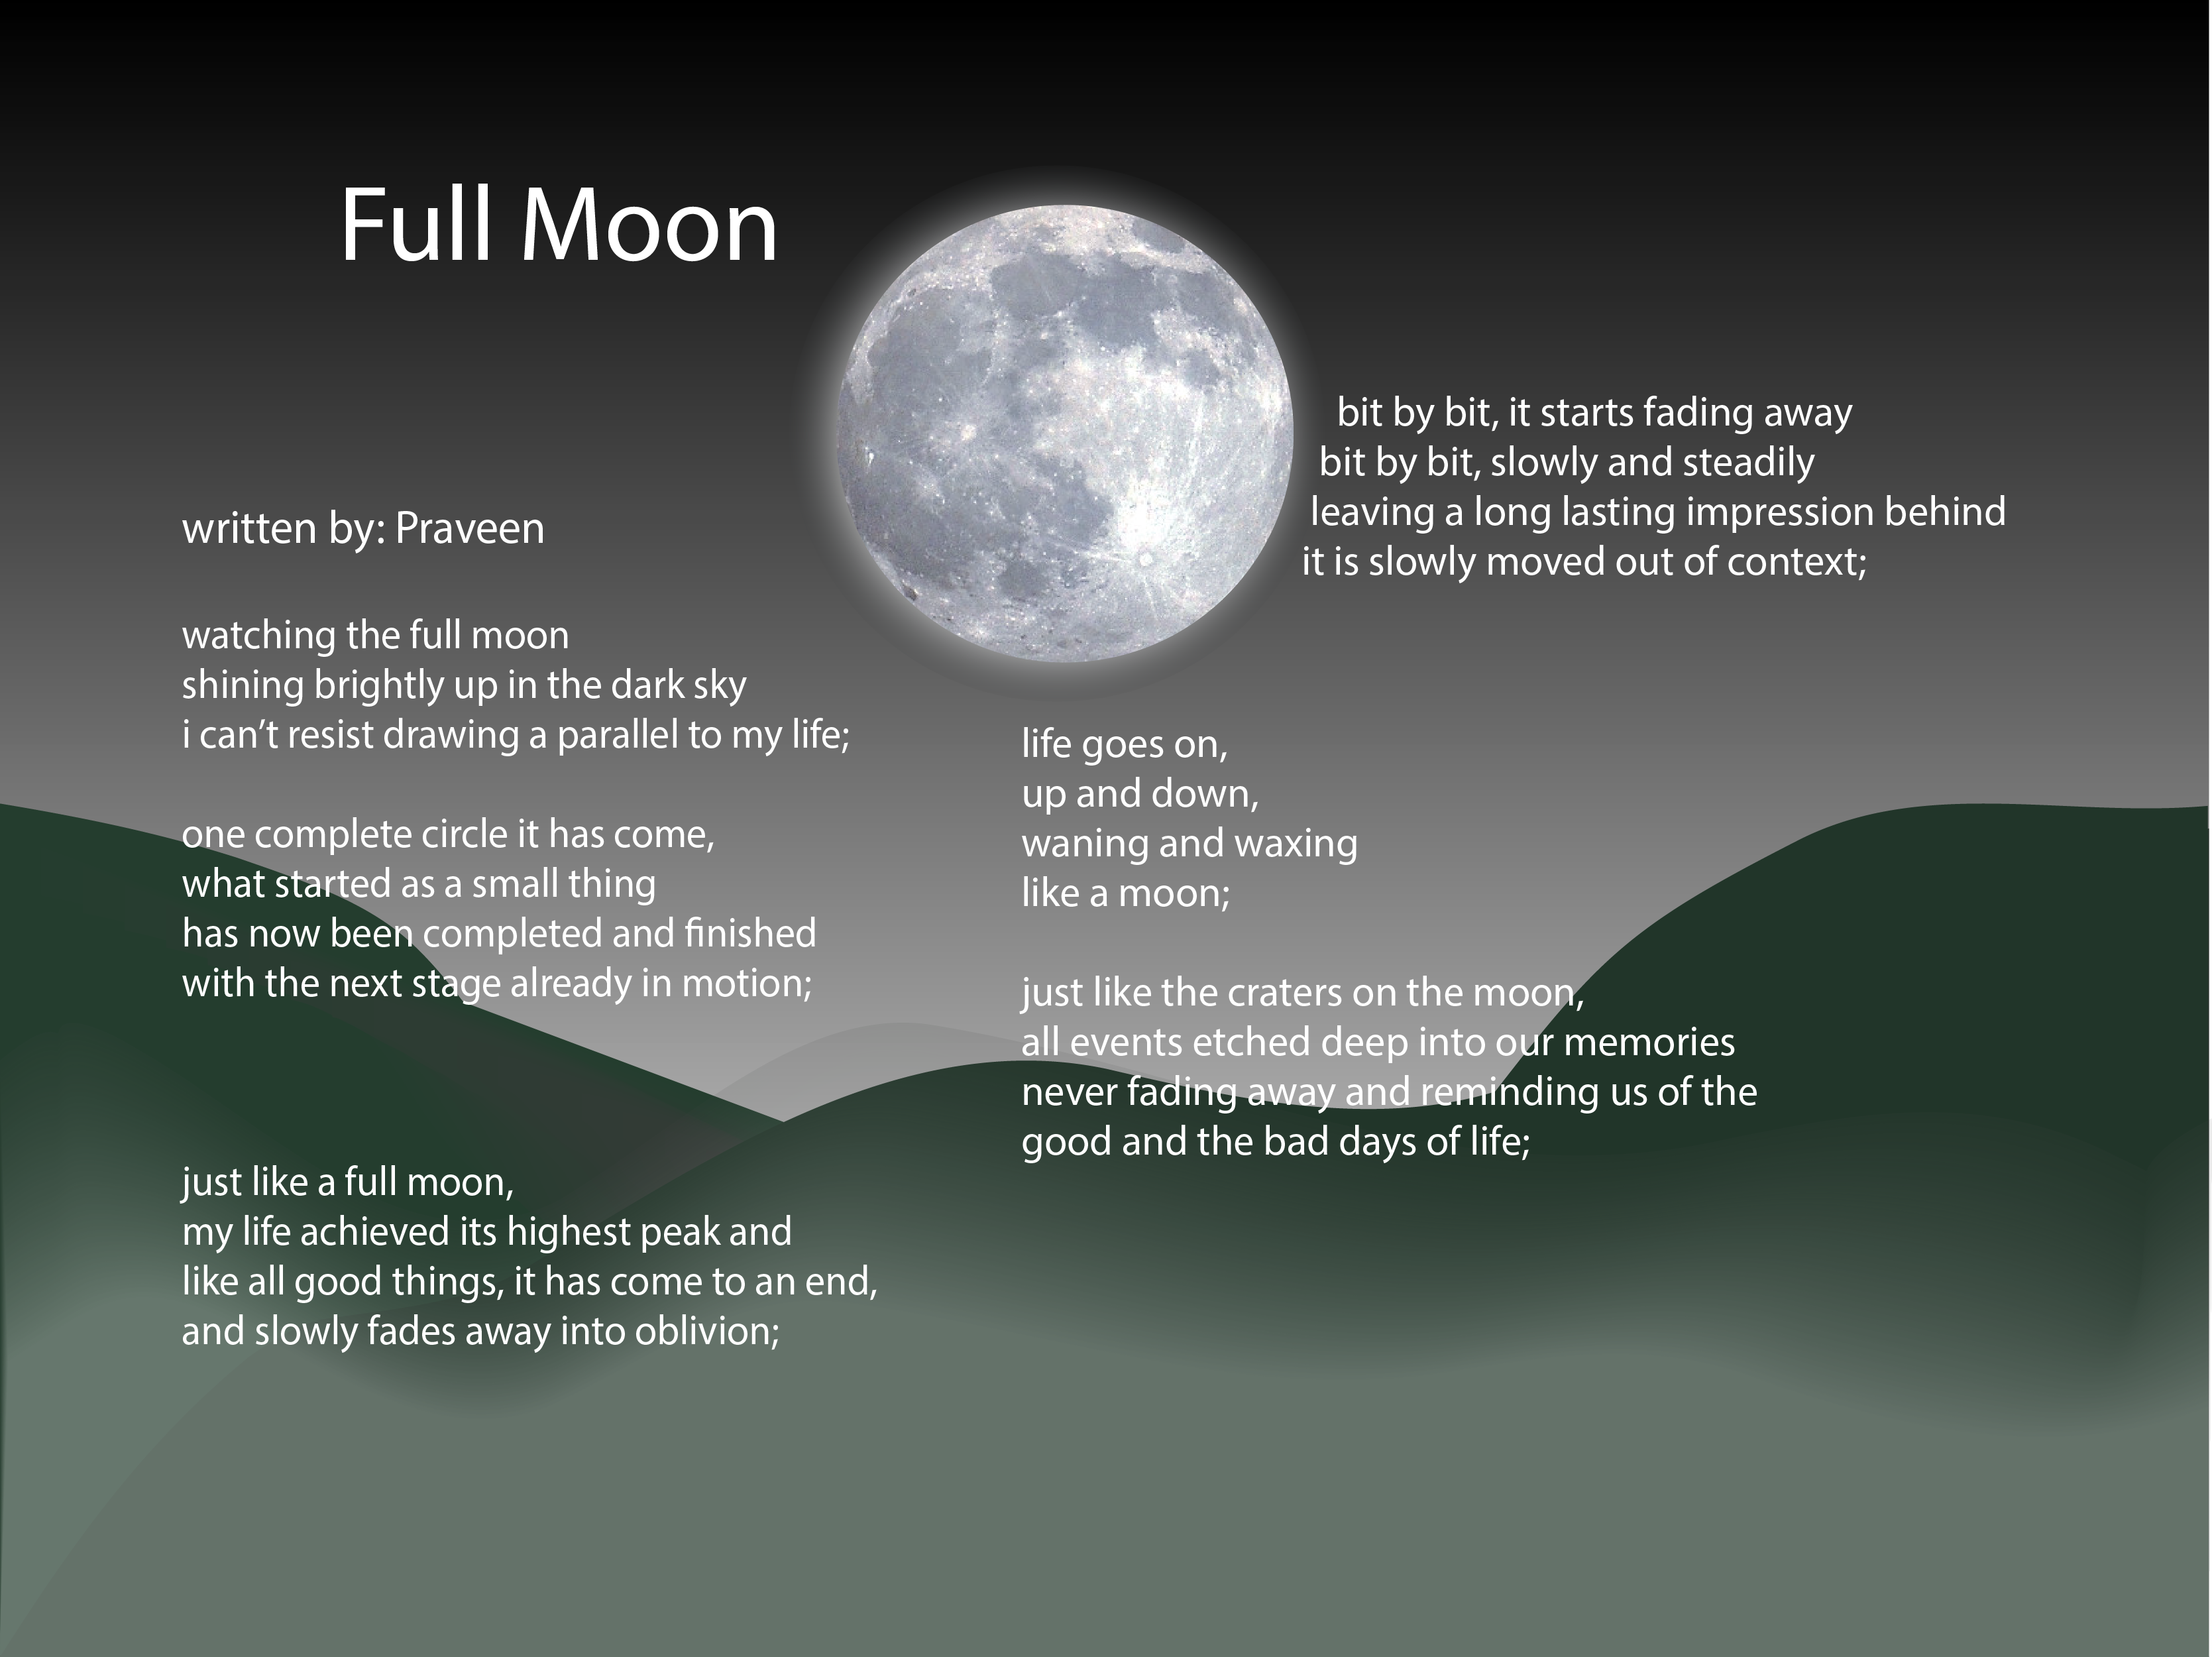 Full Moon
written by: Praveen
watching the full moon
shining brightly up in the dark sky
i can’t resist drawing a parallel to my life;
one complete circle it has come,
what started as a small thing
has now been completed and finished
with the next stage already in motion;
just like a full moon,
my life achieved its highest peak and
like all good things, it has come to an end,
and slowly fades away into oblivion;
bit by bit, it starts fading away
bit by bit, slowly and steadily
leaving a long lasting impression behind
it is slowly moved out of context;
life goes on,
up and down,
waning and waxing
like a moon;
just like the craters on the moon,
all events etched deep into our memories
never fading away and reminding us of the
good and the bad days of life;